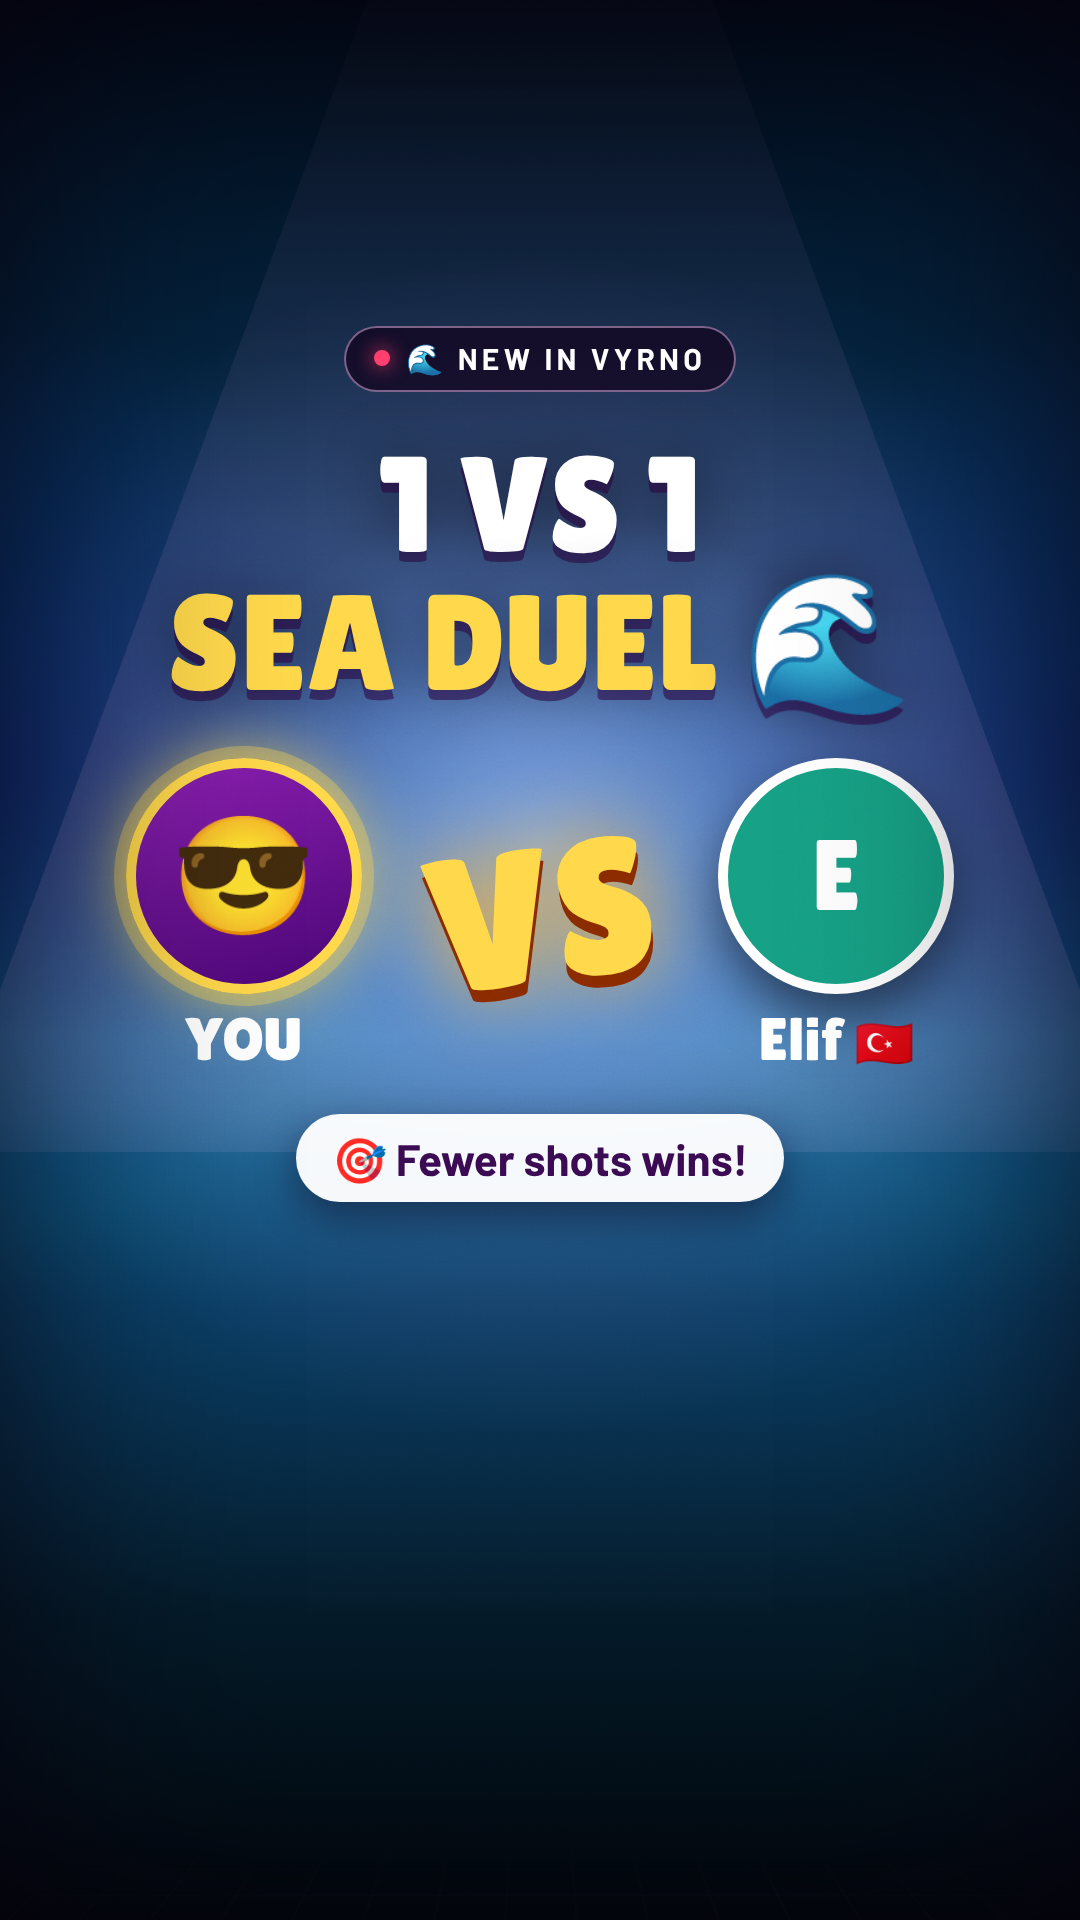 NEW IN VYRNO
1 VS 1
SEA DUEL
VS
E
YOU
Elif
Fewer shots wins!